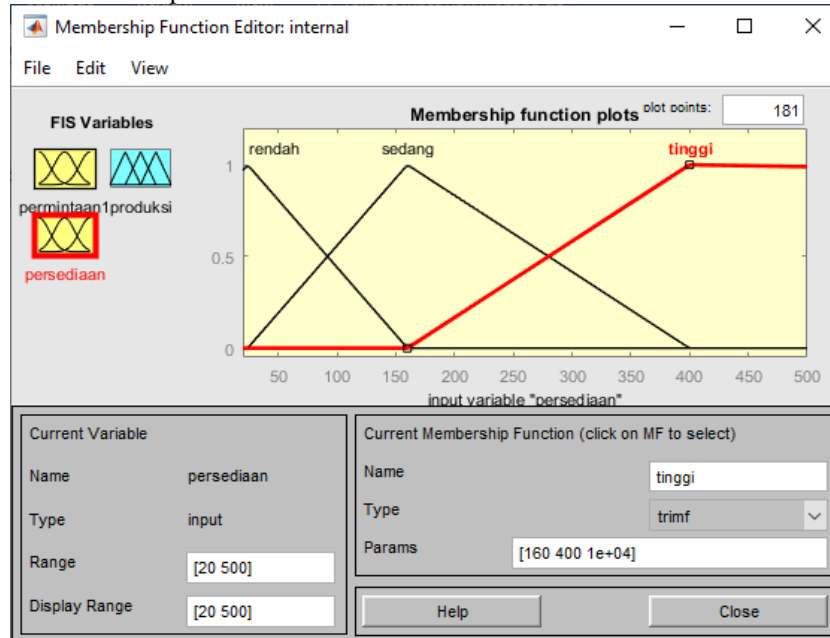 Membership Function Editor: internal
File Edit View
FIS Variables
permintaan1 produksi
persediaan
Membership function plots plot points: 181
rendah sedang tinggi
1
0.5
0
50 100 150 200 250 300 350 400 450 500
input variable "persediaan"
Current Variable
Name persediaan
Type input
Range [20 500]
Display Range [20 500]
Current Membership Function (click on MF to select)
Name tinggi
Type trimf
Params [160 400 1e+04]
Help Close